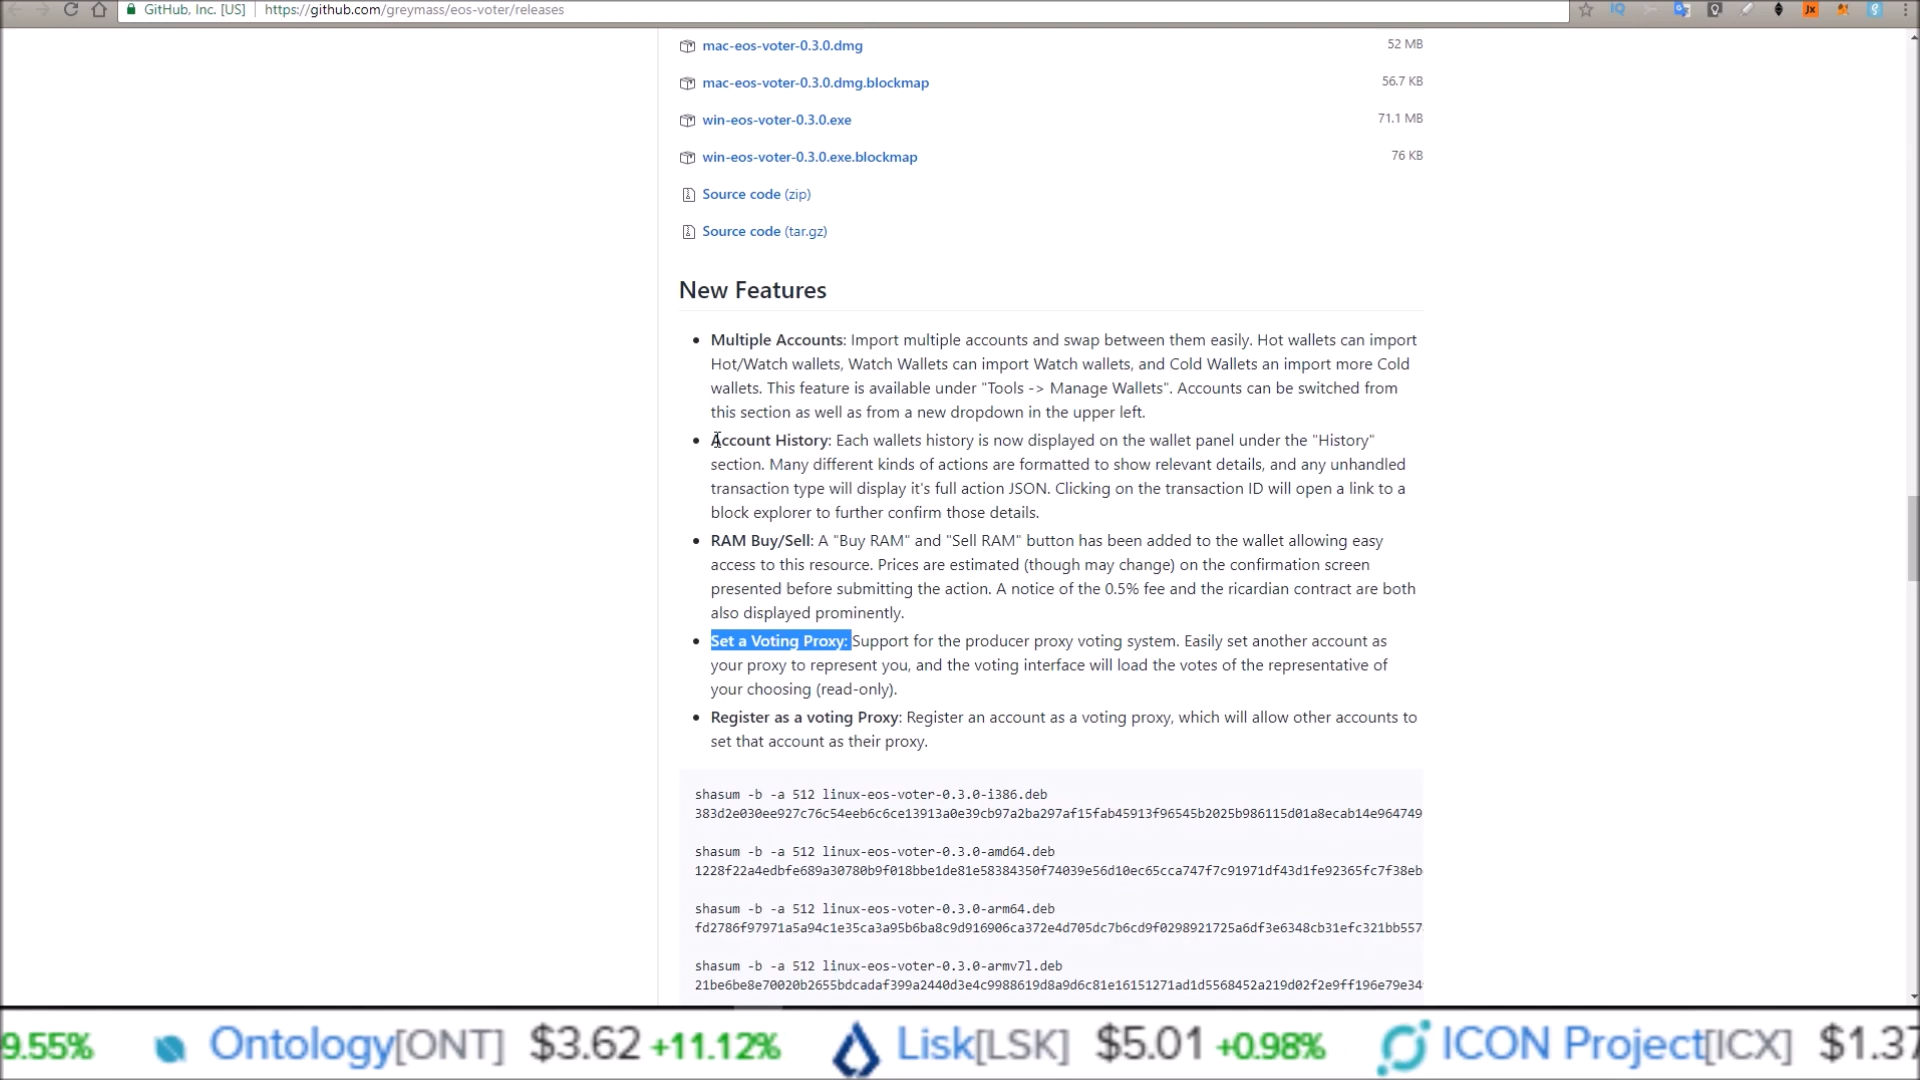 GitHub, Inc. [US] https://github.com/greymass/eos-voter/releases
mac-eos-voter-0.3.0.dmg 52 MB
mac-eos-voter-0.3.0.dmg.blockmap 56.7 KB
win-eos-voter-0.3.0.exe 71.1 MB
win-eos-voter-0.3.0.exe.blockmap 76 KB
Source code (zip)
Source code (tar.gz)
New Features
Multiple Accounts: Import multiple accounts and swap between them easily. Hot wallets can import
Hot/Watch wallets, Watch Wallets can import Watch wallets, and Cold Wallets an import more Cold
wallets. This feature is available under "Tools -> Manage Wallets". Accounts can be switched from
this section as well as from a new dropdown in the upper left.
Account History: Each wallets history is now displayed on the wallet panel under the "History"
section. Many different kinds of actions are formatted to show relevant details, and any unhandled
transaction type will display it's full action JSON. Clicking on the transaction ID will open a link to a
block explorer to further confirm those details.
RAM Buy/Sell: A "Buy RAM" and "Sell RAM" button has been added to the wallet allowing easy
access to this resource. Prices are estimated (though may change) on the confirmation screen
presented before submitting the action. A notice of the 0.5% fee and the ricardian contract are both
also displayed prominently.
Set a Voting Proxy: Support for the producer proxy voting system. Easily set another account as
your proxy to represent you, and the voting interface will load the votes of the representative of
your choosing (read-only).
Register as a voting Proxy: Register an account as a voting proxy, which will allow other accounts to
set that account as their proxy.
shasum -b -a 512 linux-eos-voter-0.3.0-i386.deb
383d2e030ee927c76c54eeb6c6ce13913a0e39cb97a2ba297af15fab45913f96545b2025b986115d01a8ecab14e964749
shasum -b -a 512 linux-eos-voter-0.3.0-amd64.deb
1228f22a4edbfe689a30780b9f018bbe1de81e58384350f74039e56d10ec65cca747f7c91971df43d1fe92365fc7f38eb
shasum -b -a 512 linux-eos-voter-0.3.0-arm64.deb
fd2786f97971a5a94c1e35ca3a95b6ba8c9d916906ca372e4d705dc7b6cd9f0298921725a6df3e6348cb31efc321bb557
shasum -b -a 512 linux-eos-voter-0.3.0-armv7l.deb
21be6be8e70020b2655bdcadaf399a2440d3e4c9988619d8a9d6c81e16151271ad1d5568452a219d02f2e9ff196e79e34
9.55% Ontology[ONT] $3.62 +11.12% Lisk[LSK] $5.01 +0.98% ICON Project[ICX] $1.37